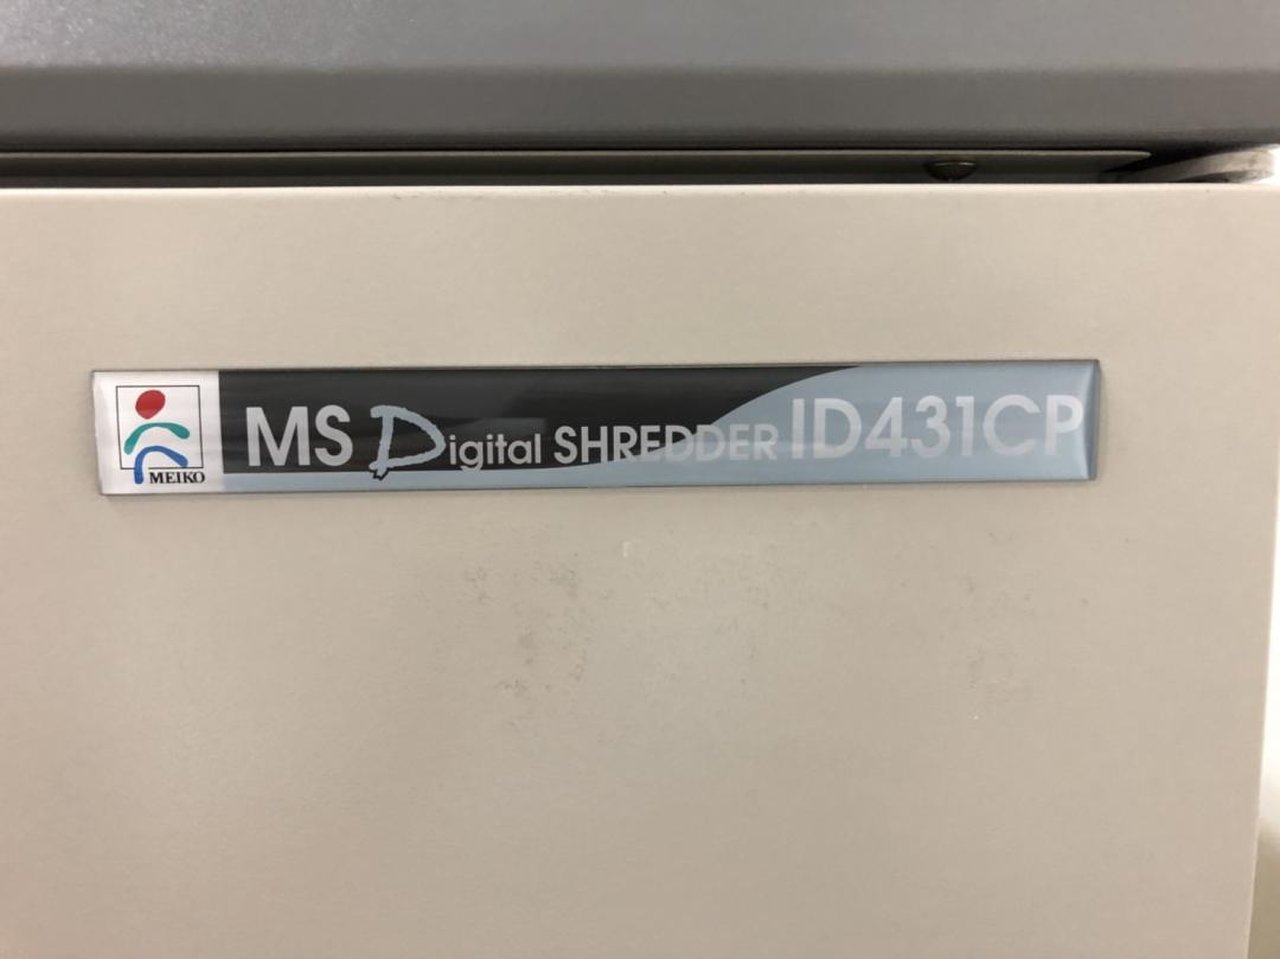 MEIKO
MS Digital SHREDDER ID431CP